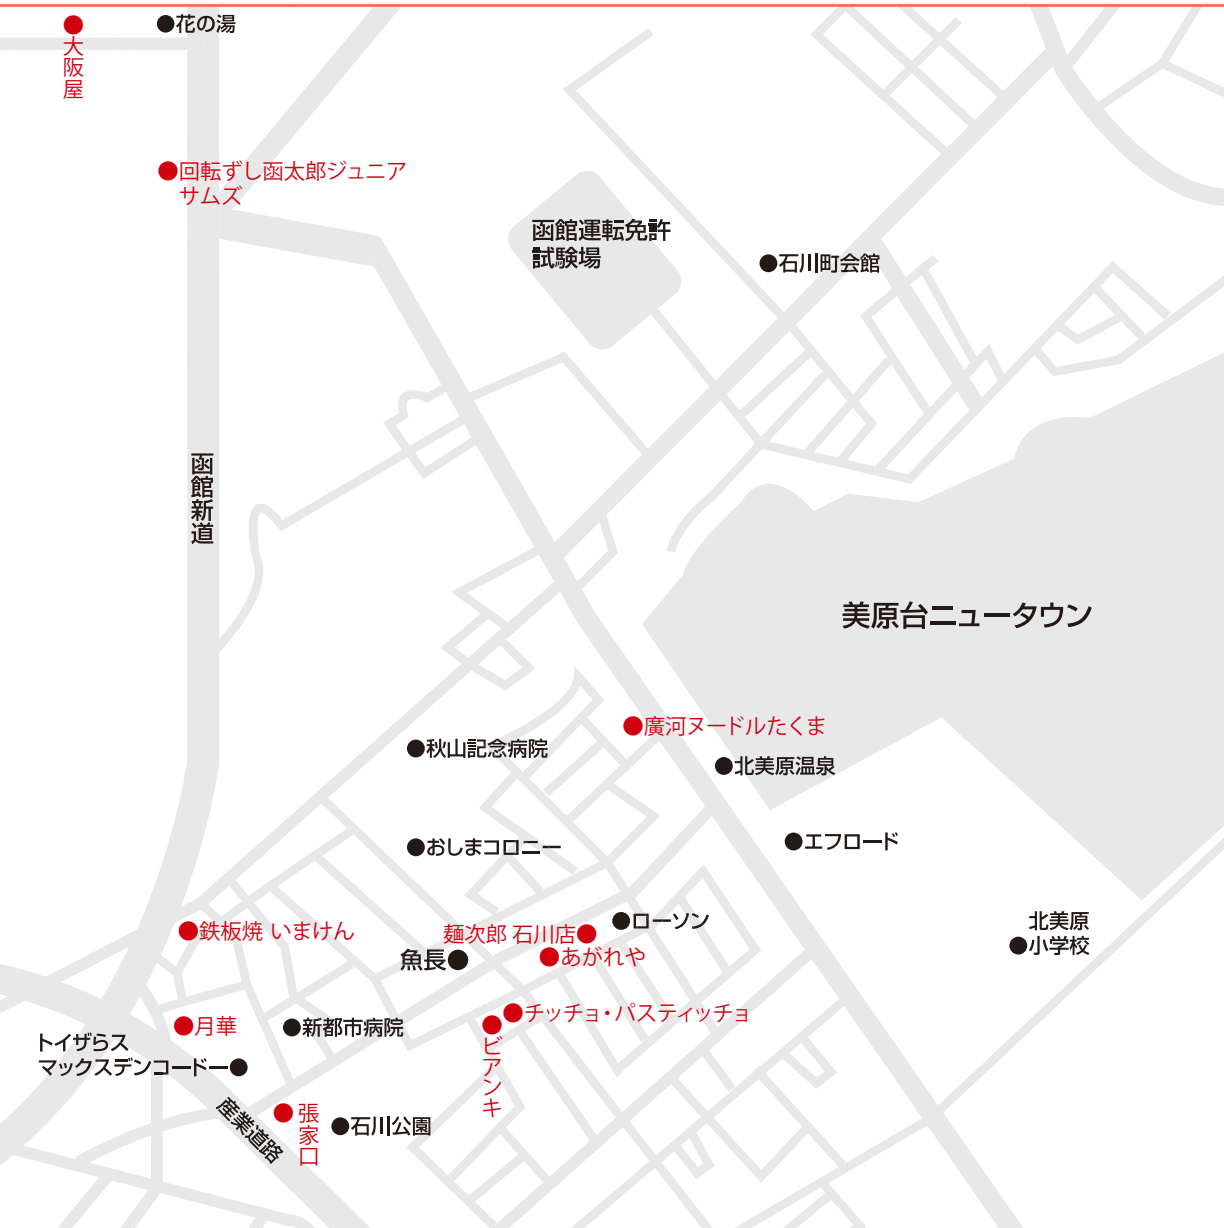 花の湯
大阪屋
回転ずし函太郎ジュニア
サムズ
函館運転免許
試験場
石川町会館
函館新道
美原台ニュータウン
廣河ヌードルたくま
秋山記念病院
北美原温泉
エフロード
おしまコロニー
ローソン
北美原
小学校
鉄板焼 いまけん
麺次郎 石川店
あがれや
魚長
チッチョ・パスティッチョ
月華
新都市病院
ビアンキ
トイザらス
マックスデンコードー
産業道路
張家口
石川公園